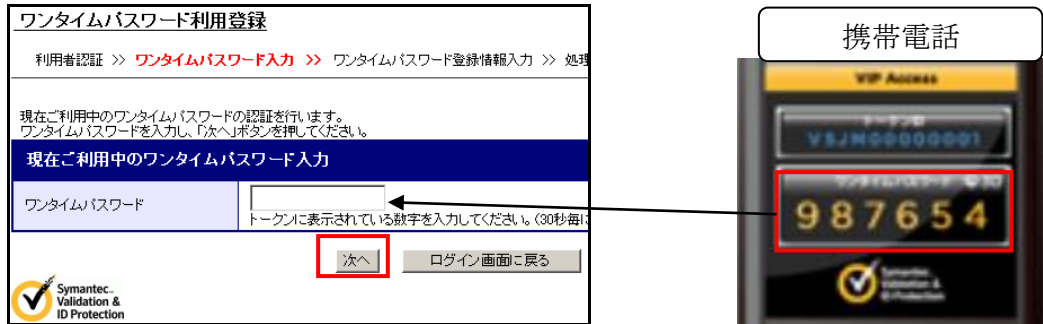 ワンタイムパスワード利用登録
利用者認証 >> ワンタイムパスワード入力 >> ワンタイムパスワード登録情報入力 >> 処理
現在ご利用中のワンタイムパスワードの認証を行います。
ワンタイムパスワードを入力し、「次へ」ボタンを押してください。
現在ご利用中のワンタイムパスワード入力
ワンタイムパスワード
トークンに表示されている数字を入力してください。(30秒毎に
次へ
ログイン画面に戻る
Symantec.
Validation &
ID Protection
携帯電話
VIP Access
トークンID
VSJM00000001
ワンタイムパスワード 30
987654
Symantec.
Validation &
ID Protection